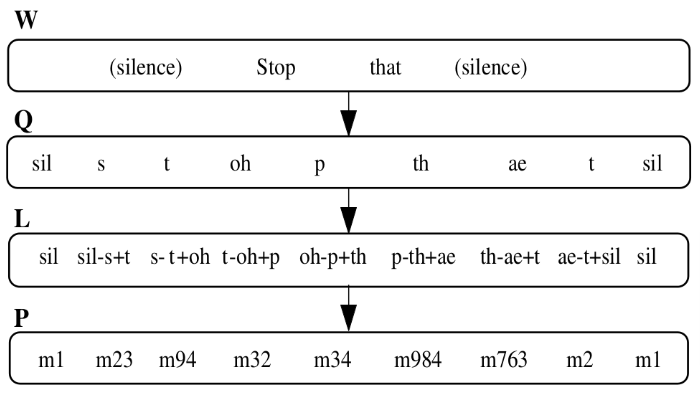 W
(silence) Stop that (silence)
Q
sil s t oh p th ae t sil
L
sil sil-s+t s-t+oh t-oh+p oh-p+th p-th+ae th-ae+t ae-t+sil sil
P
m1 m23 m94 m32 m34 m984 m763 m2 m1